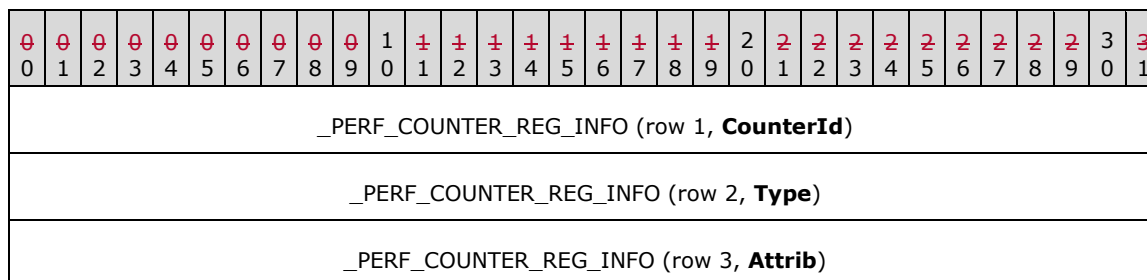 0 0 0 0 0 0 0 0 0 0 1 1 1 1 1 1 1 1 1 1 2 2 2 2 2 2 2 2 2 2 3 3
0 1 2 3 4 5 6 7 8 9 0 1 2 3 4 5 6 7 8 9 0 1 2 3 4 5 6 7 8 9 0 1
_PERF_COUNTER_REG_INFO (row 1, CounterId)
_PERF_COUNTER_REG_INFO (row 2, Type)
_PERF_COUNTER_REG_INFO (row 3, Attrib)